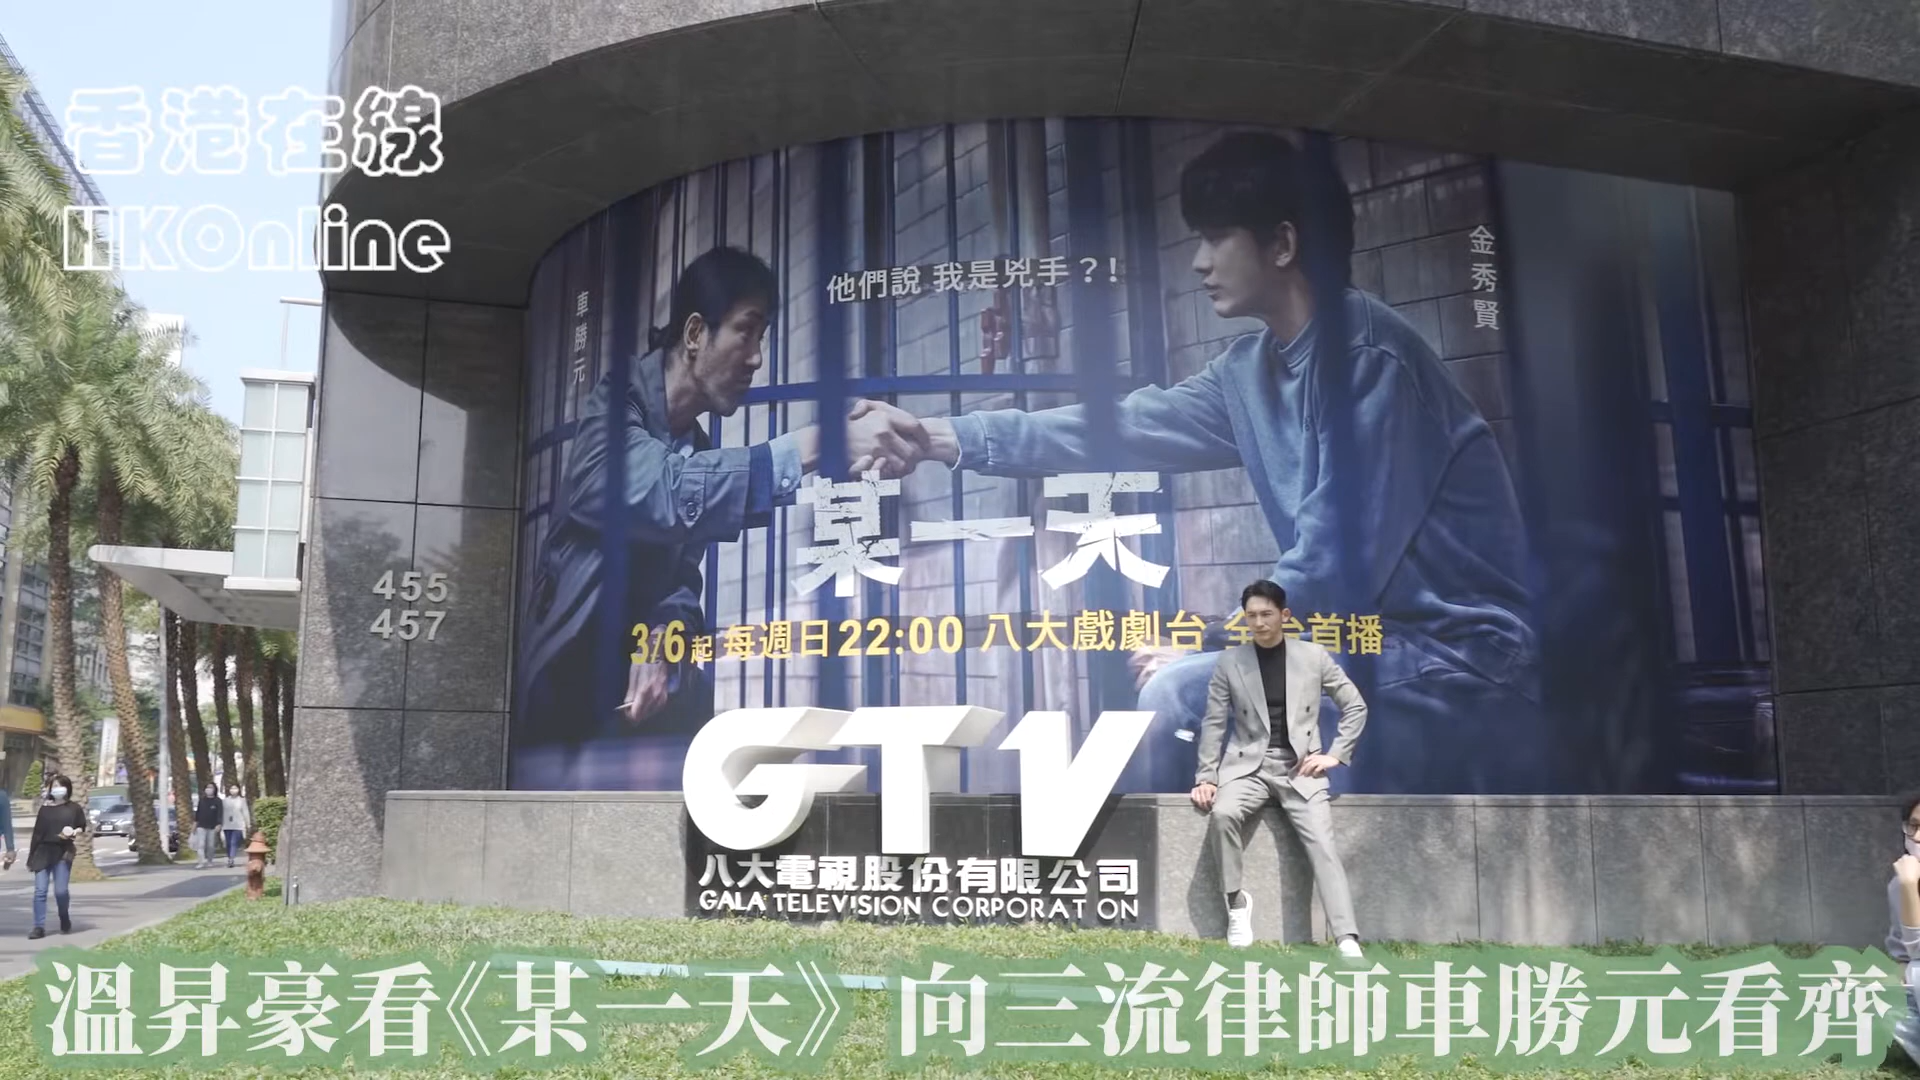 香港在線
HKOnline
車勝元
他們說 我是兇手?!
金秀賢
某一天
455
457
3/6起 每週日22:00 八大戲劇台 全台首播
GTV
八大電視股份有限公司
GALA TELEVISION CORPORAT ON
溫昇豪看《某一天》 向三流律師車勝元看齊